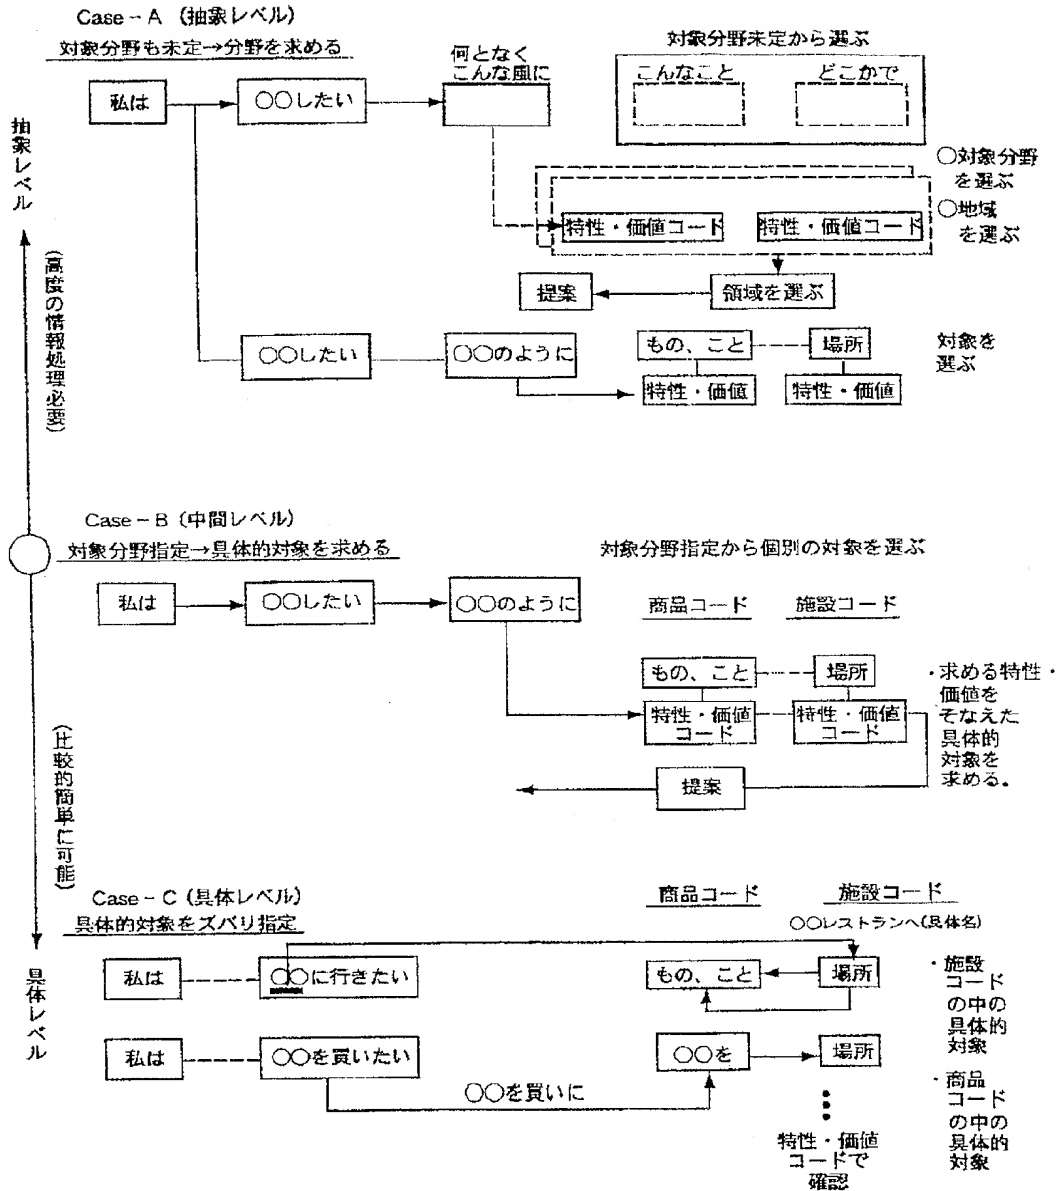 Case－A（抽象レベル）
対象分野も未定→分野を求める
対象分野未定から選ぶ
何となく
こんな風に
こんなこと
どこかで
私は
○○したい
抽象レベル
○対象分野
を選ぶ
○地域
を選ぶ
特性・価値コード
特性・価値コード
提案
領域を選ぶ
（高度の情報処理必要）
○○したい
○○のように
もの、こと
場所
対象を
選ぶ
特性・価値
特性・価値
Case－B（中間レベル）
対象分野指定→具体的対象を求める
対象分野指定から個別の対象を選ぶ
私は
○○したい
○○のように
商品コード
施設コード
もの、こと
場所
・求める特性・
価値を
そなえた
具体的
対象を
求める。
特性・価値
コード
特性・価値
コード
提案
（比較的簡単に可能）
Case－C（具体レベル）
具体的対象をズバリ指定
商品コード
施設コード
○○レストランへ（具体名）
私は
○○に行きたい
もの、こと
場所
・施設
コード
の中の
具体的
対象
具体レベル
私は
○○を買いたい
○○を
場所
○○を買いに
・商品
コード
の中の
具体的
対象
特性・価値
コードで
確認